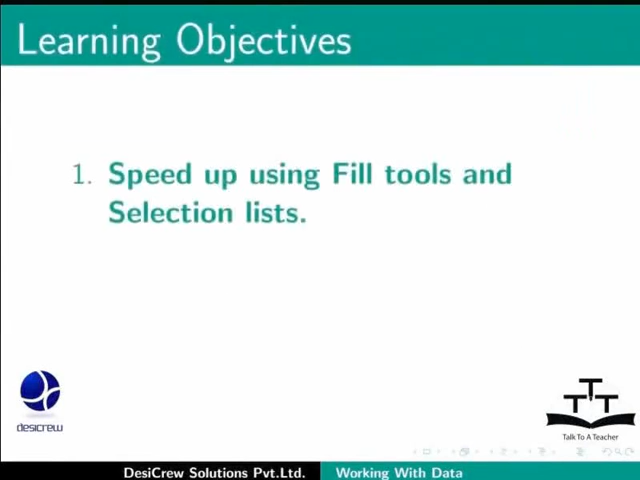 Learning Objectives
1. Speed up using Fill tools and
Selection lists.
desicrew
TTT
Talk To A Teacher
DesiCrew Solutions Pvt.Ltd. Working With Data